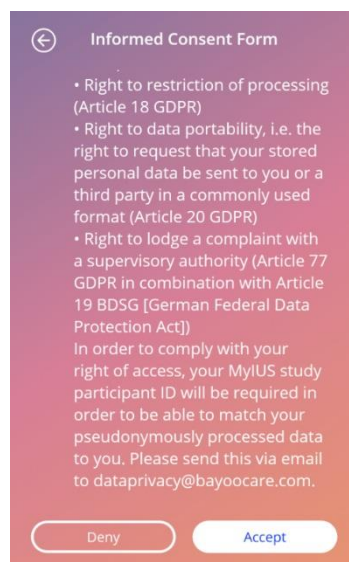 Informed Consent Form
• Right to restriction of processing
(Article 18 GDPR)
• Right to data portability, i.e. the
right to request that your stored
personal data be sent to you or a
third party in a commonly used
format (Article 20 GDPR)
• Right to lodge a complaint with
a supervisory authority (Article 77
GDPR in combination with Article
19 BDSG [German Federal Data
Protection Act])
In order to comply with your
right of access, your MyIUS study
participant ID will be required in
order to be able to match your
pseudonymously processed data
to you. Please send this via email
to dataprivacy@bayoocare.com.
Deny
Accept